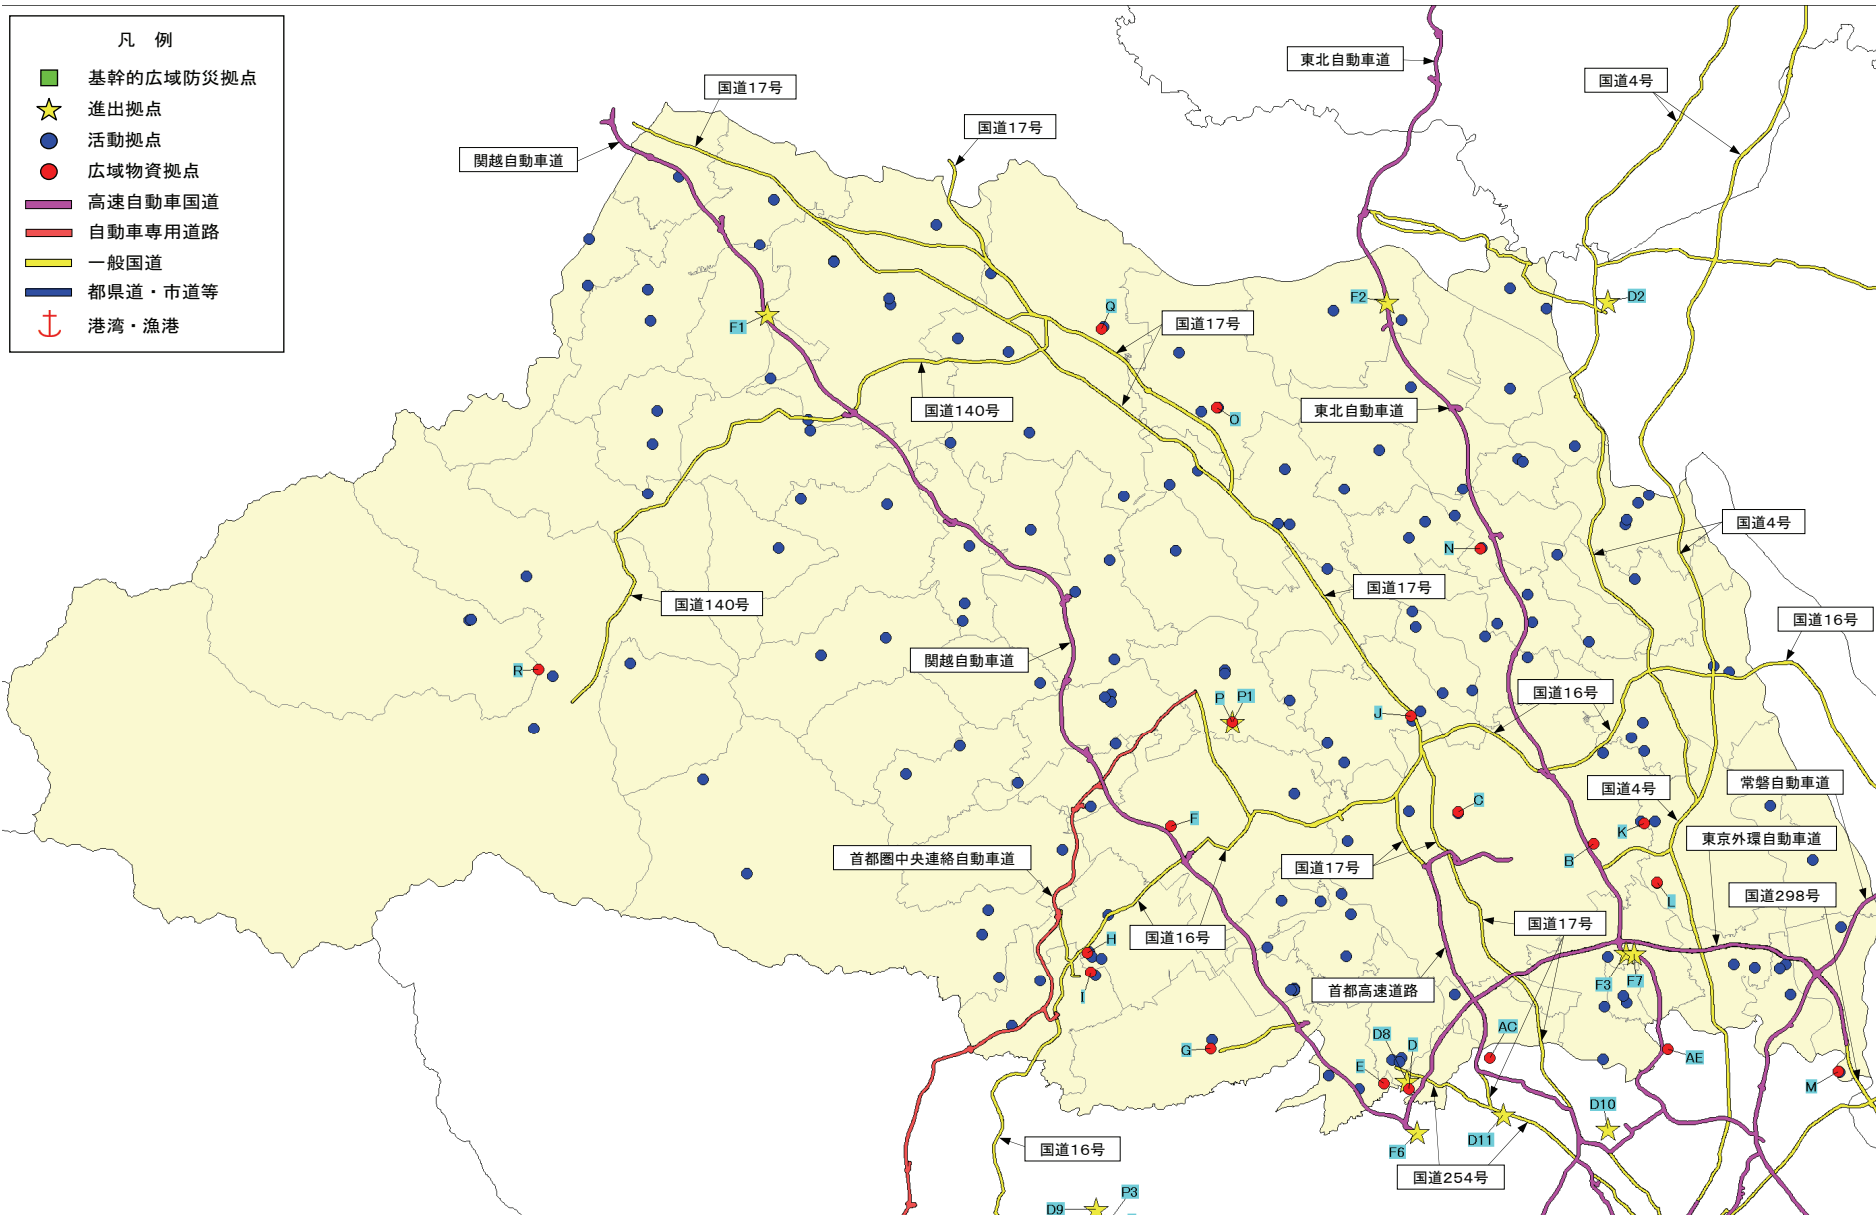 凡 例
基幹的広域防災拠点
進出拠点
活動拠点
広域物資拠点
高速自動車国道
自動車専用道路
一般国道
都県道・市道等
港湾・漁港
東北自動車道
国道4号
国道17号
国道17号
関越自動車道
F1
F2
D2
Q
国道17号
国道140号
東北自動車道
O
国道4号
N
国道17号
国道140号
国道16号
関越自動車道
R
国道16号
P
P1
J
常磐自動車道
国道4号
C
F
K
東京外環自動車道
首都圏中央連絡自動車道
国道17号
B
国道298号
L
国道17号
H
国道16号
I
首都高速道路
F3
F7
AC
D8
D
G
E
AE
M
D10
D11
F6
国道16号
国道254号
P3
D9